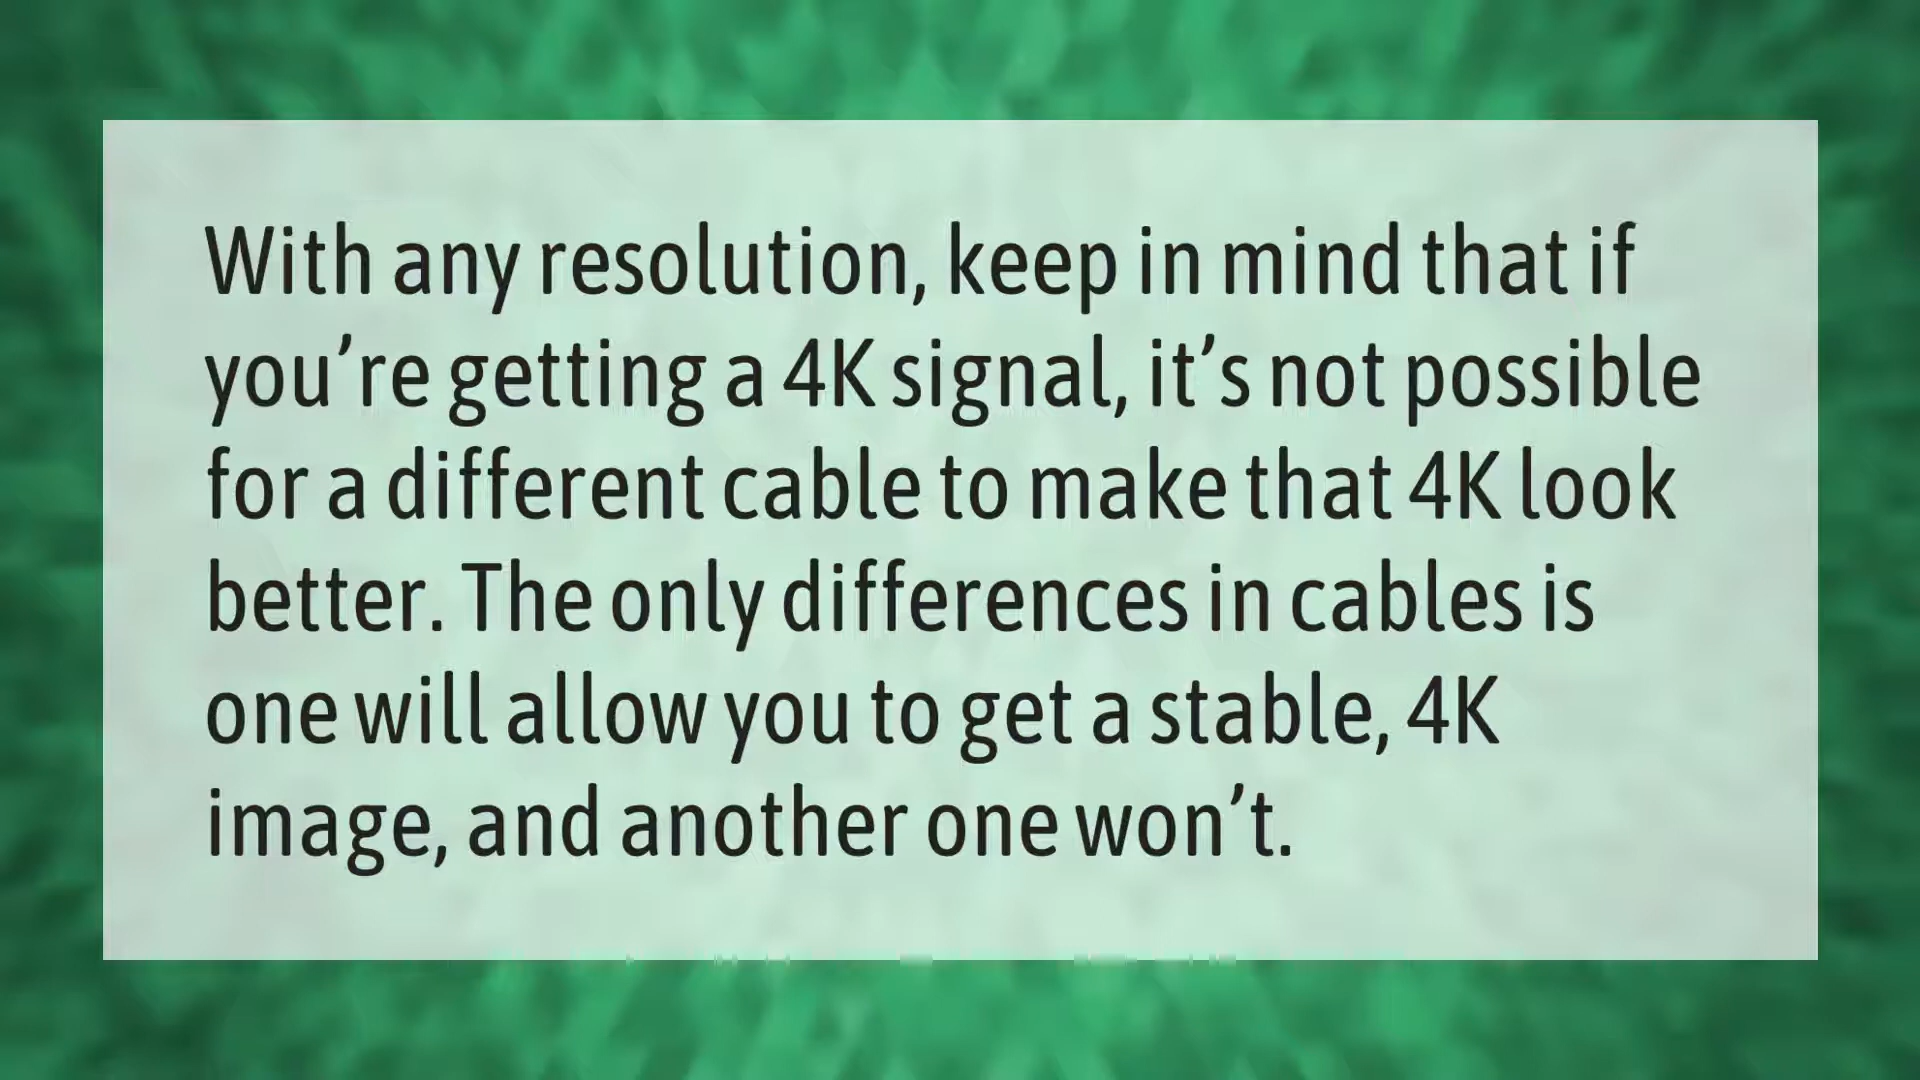 With any resolution, keep in mind that if
you’re getting a 4K signal, it’s not possible
for a different cable to make that 4K look
better. The only differences in cables is
one will allow you to get a stable, 4K
image, and another one won’t.